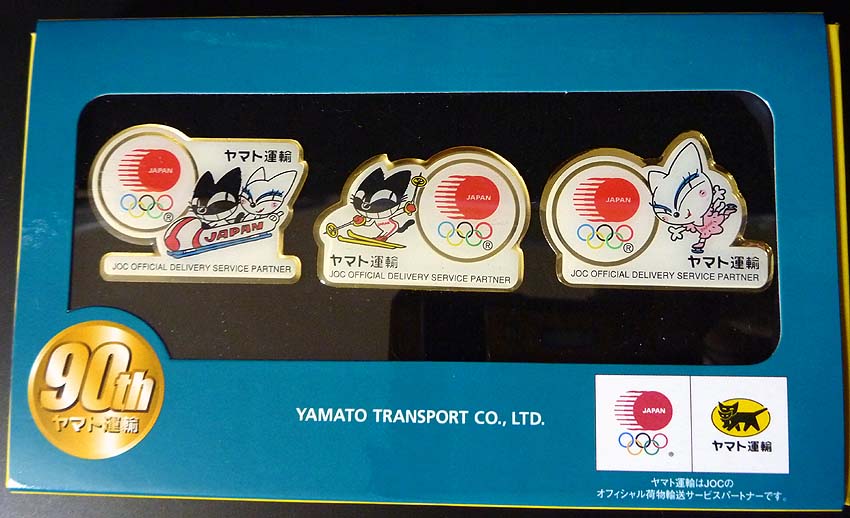 JAPAN
®
ヤマト運輸
JAPAN
JOC OFFICIAL DELIVERY SERVICE PARTNER
JAPAN
®
ヤマト運輸
JOC OFFICIAL DELIVERY SERVICE PARTNER
JAPAN
®
ヤマト運輸
JOC OFFICIAL DELIVERY SERVICE PARTNER
90th
ヤマト運輸
YAMATO TRANSPORT CO., LTD.
JAPAN
®
ヤマト運輸
ヤマト運輸はJOCの
オフィシャル荷物輸送サービスパートナーです。